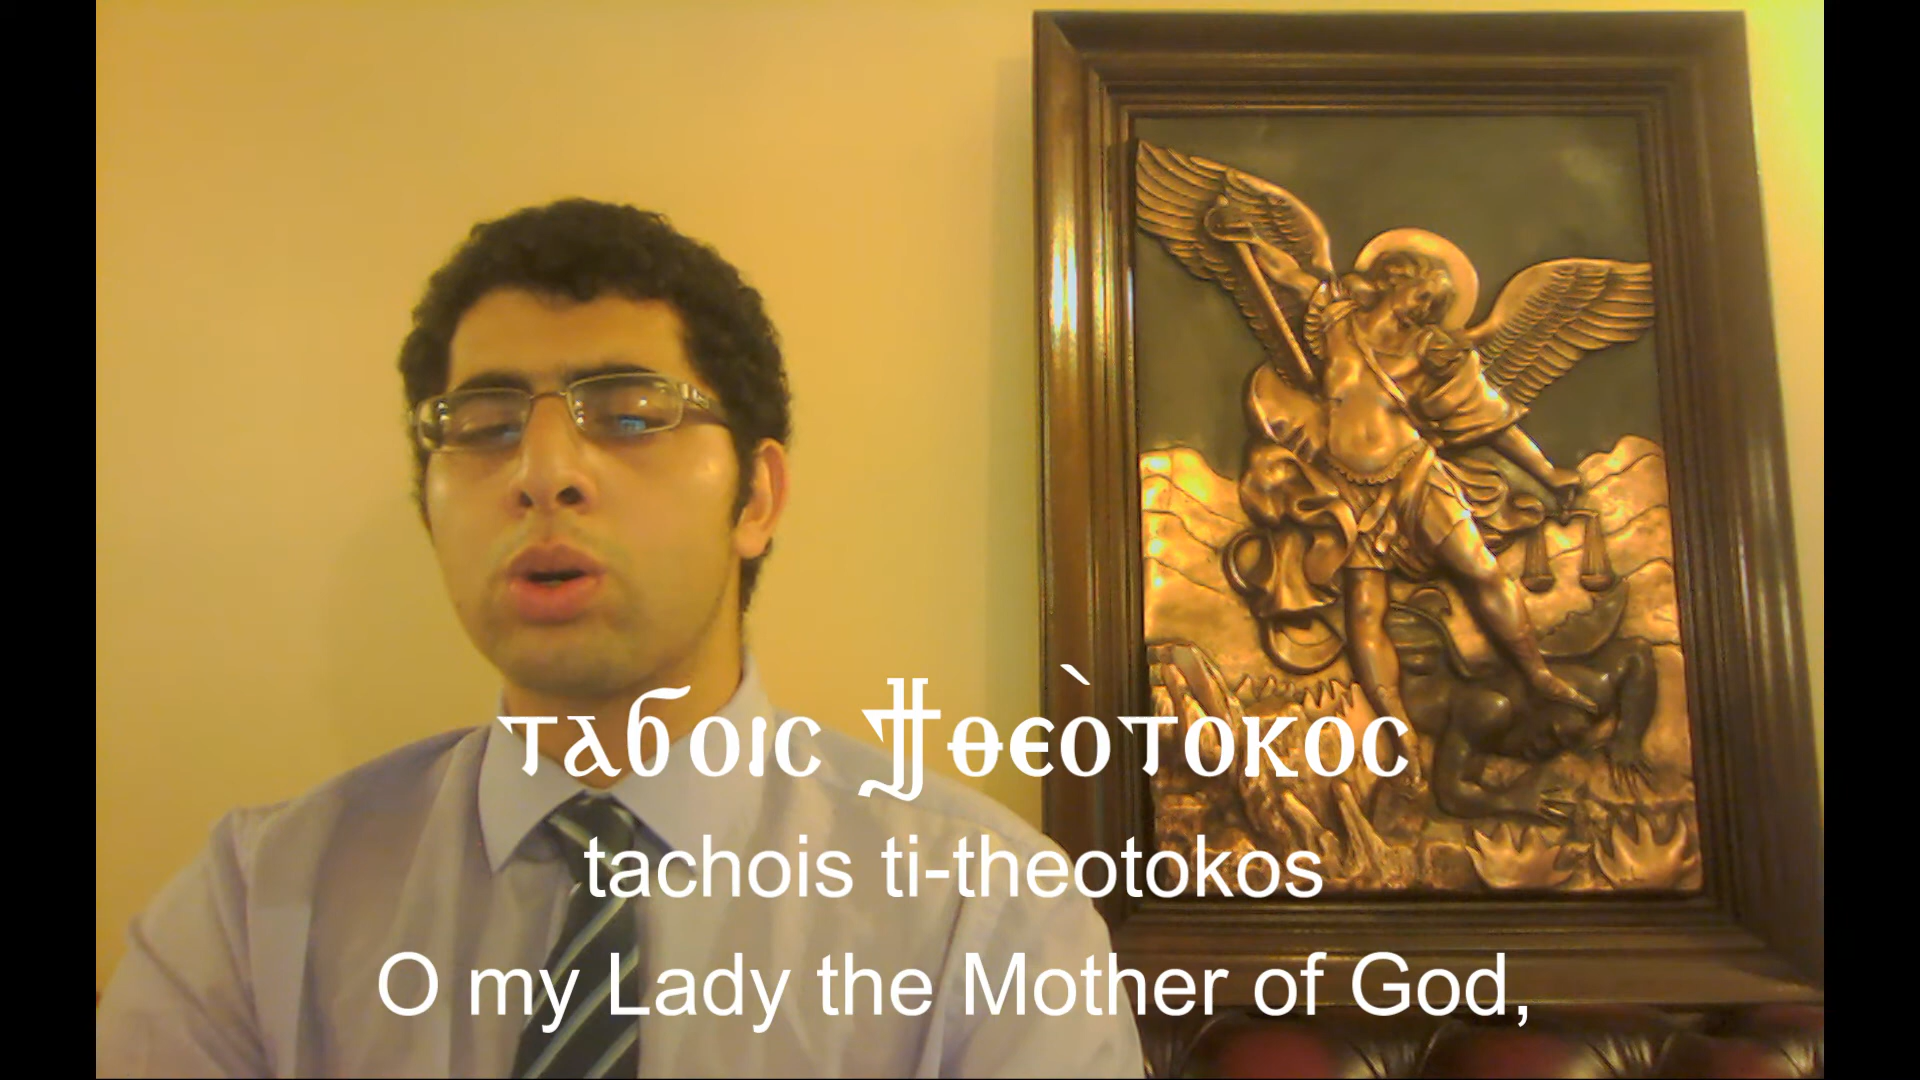 ⲧⲁϭⲟⲓⲥ Ϯⲑⲉⲟ̀ⲧⲟⲕⲟⲥ
tachois ti-theotokos
O my Lady the Mother of God,